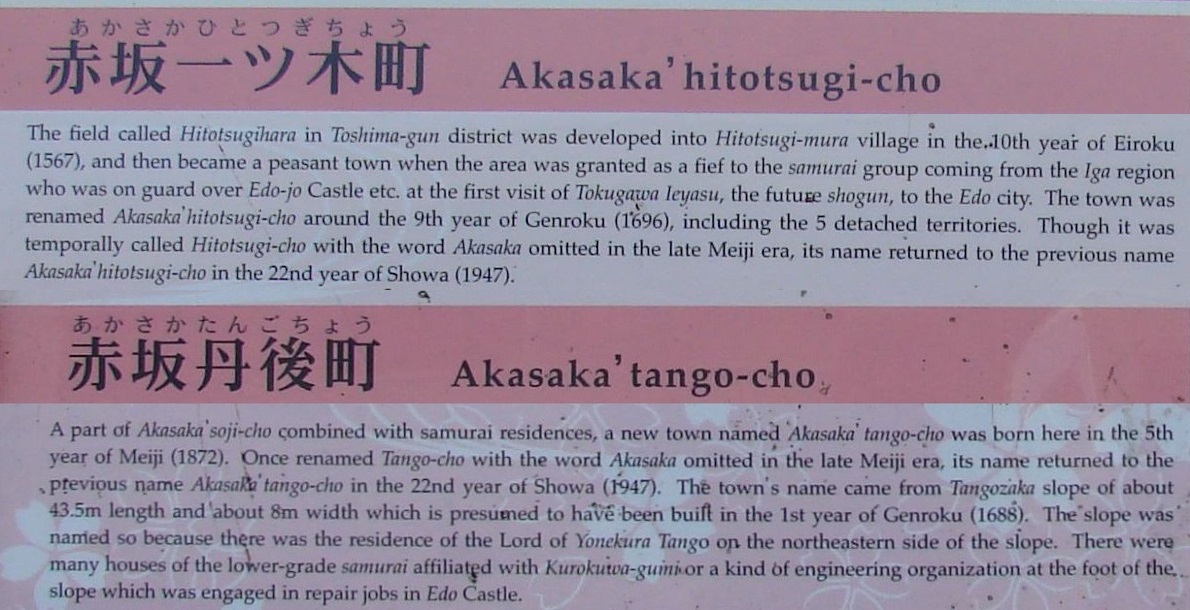 あかさかひとつぎちょう
赤坂一ツ木町 Akasaka’hitotsugi-cho
The field called Hitotsugihara in Toshima-gun district was developed into Hitotsugi-mura village in the 10th year of Eiroku
(1567), and then became a peasant town when the area was granted as a fief to the samurai group coming from the Iga region
who was on guard over Edo-jo Castle etc. at the first visit of Tokugawa Ieyasu, the future shogun, to the Edo city. The town was
renamed Akasaka’hitotsugi-cho around the 9th year of Genroku (1696), including the 5 detached territories. Though it was
temporally called Hitotsugi-cho with the word Akasaka omitted in the late Meiji era, its name returned to the previous name
Akasaka’hitotsugi-cho in the 22nd year of Showa (1947).
あかさかたんごちょう
赤坂丹後町 Akasaka’tango-cho
A part of Akasaka’soji-cho combined with samurai residences, a new town named Akasaka’ tango-cho was born here in the 5th
year of Meiji (1872). Once renamed Tango-cho with the word Akasaka omitted in the late Meiji era, its name returned to the
previous name Akasaka’tango-cho in the 22nd year of Showa (1947). The town’s name came from Tangozaka slope of about
43.5m length and about 8m width which is presumed to have been built in the 1st year of Genroku (1688). The slope was
named so because there was the residence of the Lord of Yonekura Tango on the northeastern side of the slope. There were
many houses of the lower-grade samurai affiliated with Kurokuwa-gumi or a kind of engineering organization at the foot of the
slope which was engaged in repair jobs in Edo Castle.